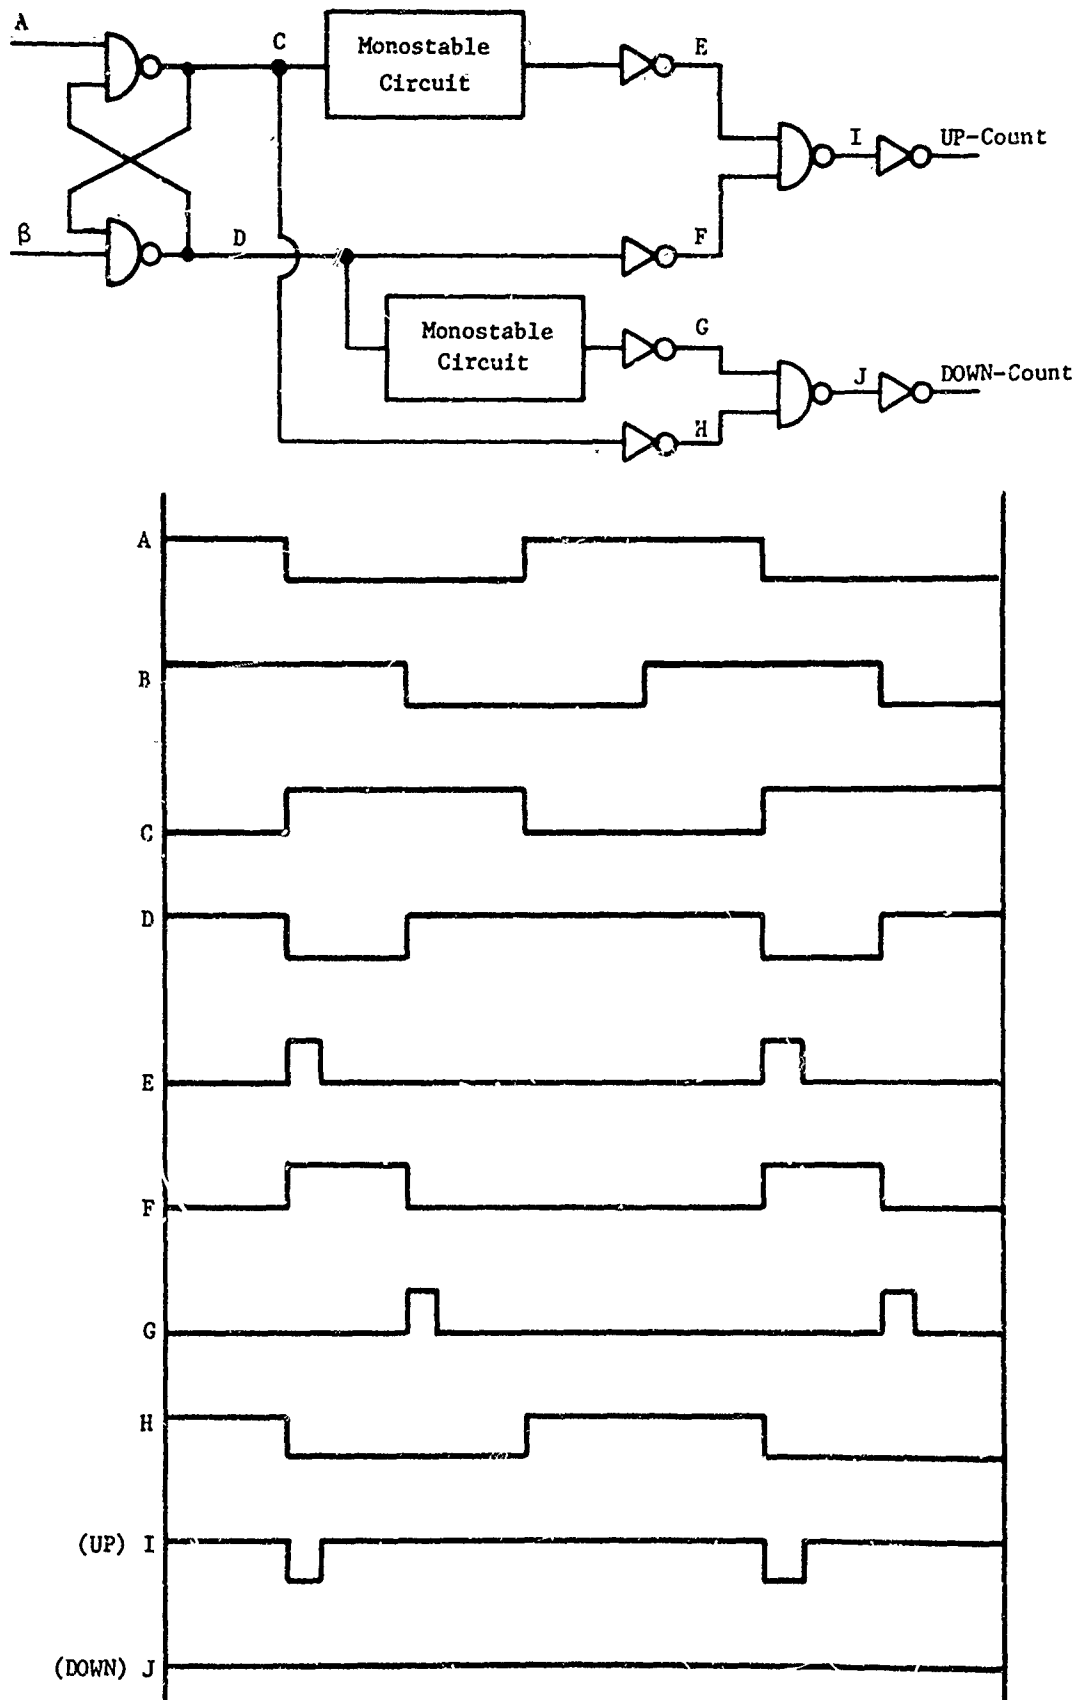 A
C
Monostable
Circuit
E
I
UP-Count
β
D
F
Monostable
Circuit
G
J
DOWN-Count
H
A
B
C
D
E
F
G
H
(UP) I
(DOWN) J